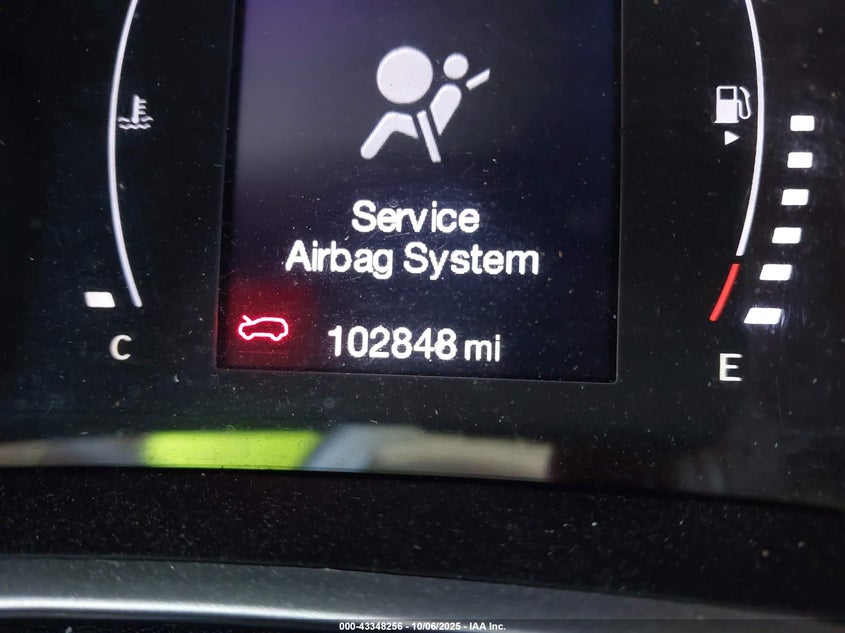 Service
Airbag System
102848 mi
C
E
000-43348256 - 10/06/2025 - IAA Inc.